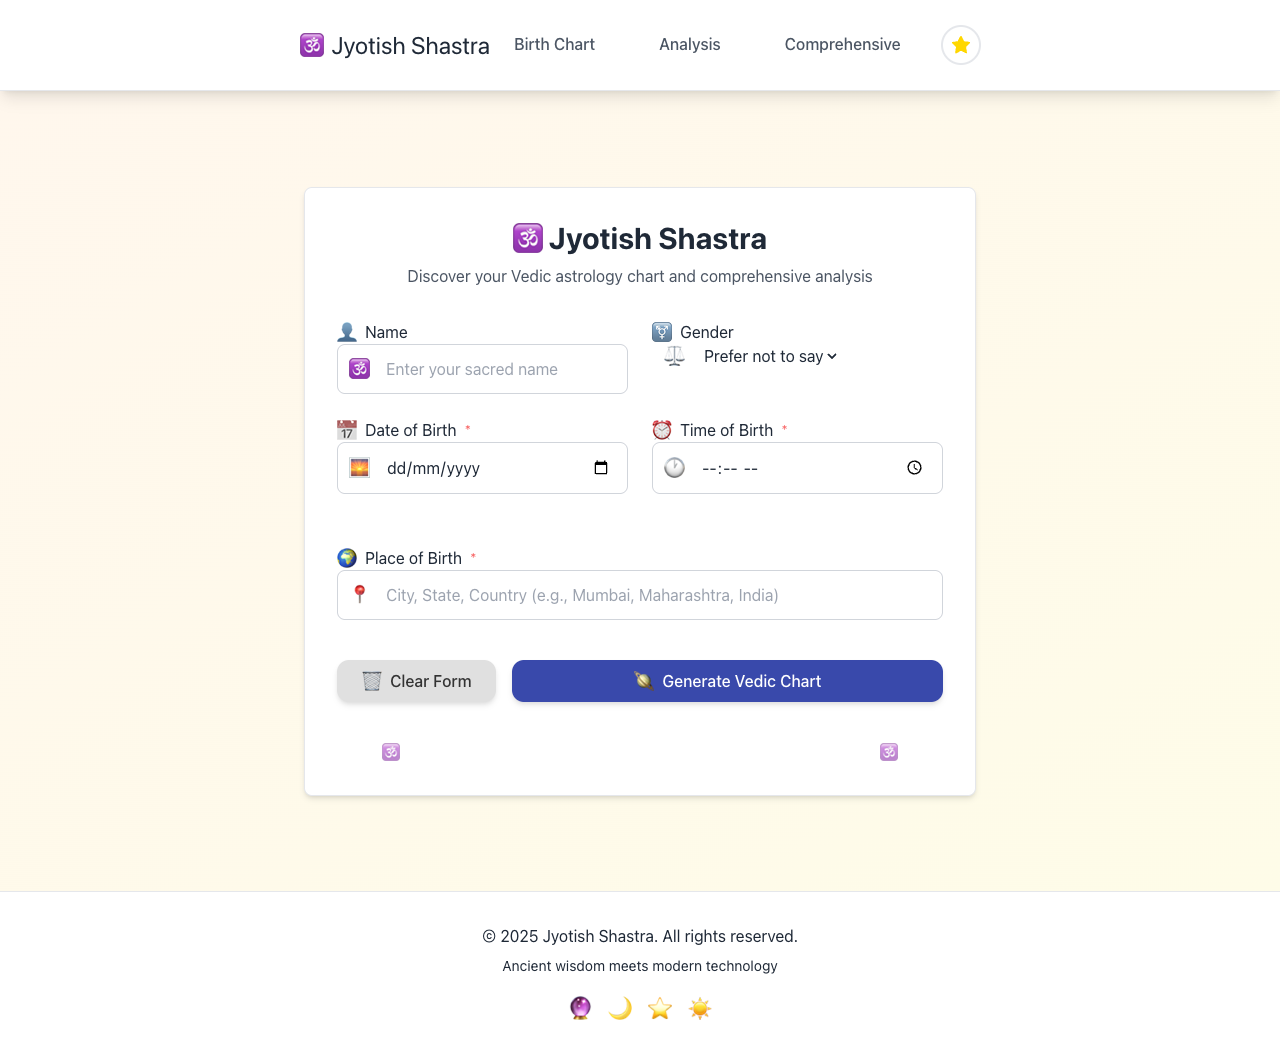 🕉️ Jyotish Shastra Birth Chart Analysis Comprehensive
🕉️ Jyotish Shastra
Discover your Vedic astrology chart and comprehensive analysis
Name
Gender
Enter your sacred name
Prefer not to say
Date of Birth *
Time of Birth *
dd/mm/yyyy
--:-- --
Place of Birth *
City, State, Country (e.g., Mumbai, Maharashtra, India)
Clear Form
Generate Vedic Chart
🕉️ 🕉️
© 2025 Jyotish Shastra. All rights reserved.
Ancient wisdom meets modern technology